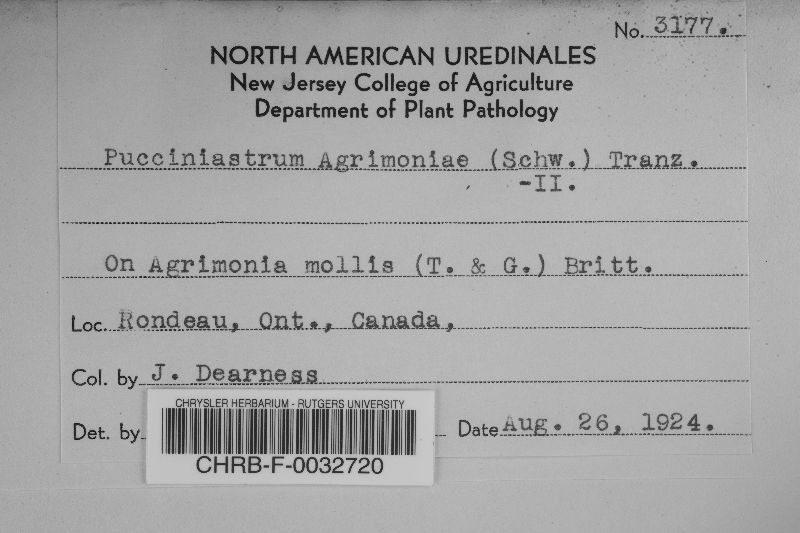 No. 3177.
NORTH AMERICAN UREDINALES
New Jersey College of Agriculture
Department of Plant Pathology
Pucciniastrum Agrimoniae (Schw.) Tranz.
-II.
On Agrimonia mollis (T. & G.) Britt.
Loc. Rondeau, Ont., Canada,
Col. by J. Dearness
CHRYSLER HERBARIUM - RUTGERS UNIVERSITY
Det. by Date Aug. 26, 1924.
CHRB-F-0032720